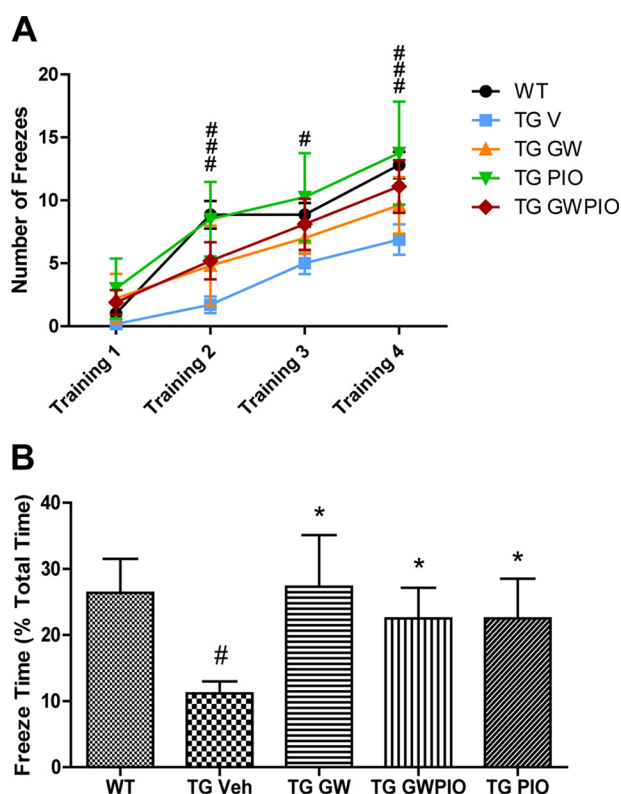 A
Number of Freezes
20
15
10
5
0
###
#
###
WT
TG V
TG GW
TG PIO
TG GWPIO
Training 1
Training 2
Training 3
Training 4
B
Freeze Time (% Total Time)
40
30
20
10
0
#
*
*
*
WT
TG Veh
TG GW
TG GWPIO
TG PIO